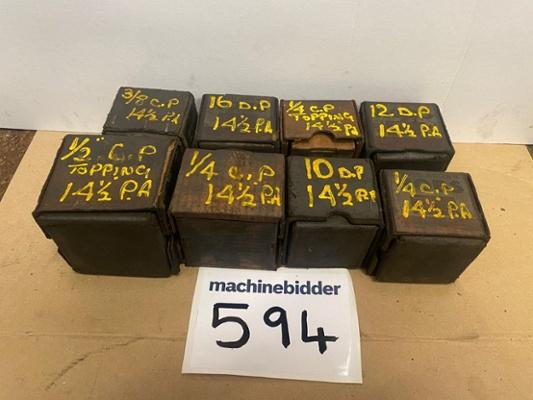 3/8 C.P
14½ P.A
16 D.P
14½ P.A
¼ C.P
TOPPING
14½ P.A
12 D.P
14½ P.A
½" C.P
TOPPING
14½ P.A
¼ C.P
14½ P.A
10 D.P
14½ P.A
¼ C.P
14½ P.A
machinebidder
594